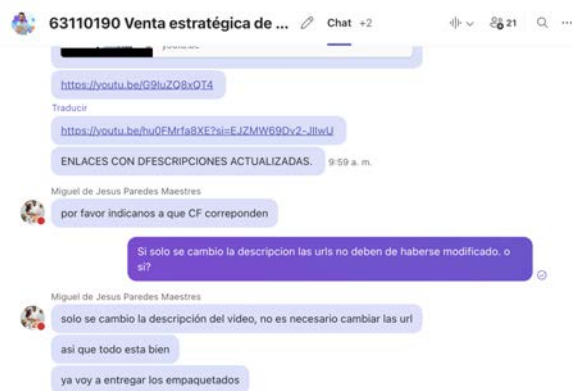 63110190 Venta estratégica de ...
Chat
+2
21
https://youtu.be/G9IuZQ8xQT4
Traducir
https://youtu.be/hu0FMrfa8XE?si=EJZMW69Dv2-JIlwU
ENLACES CON DFESCRIPCIONES ACTUALIZADAS.
9:59 a. m.
Miguel de Jesus Paredes Maestres
por favor indicanos a que CF correponden
Si solo se cambio la descripcion las urls no deben de haberse modificado. o
si?
Miguel de Jesus Paredes Maestres
solo se cambio la descripción del video, no es necesario cambiar las url
asi que todo esta bien
ya voy a entregar los empaquetados